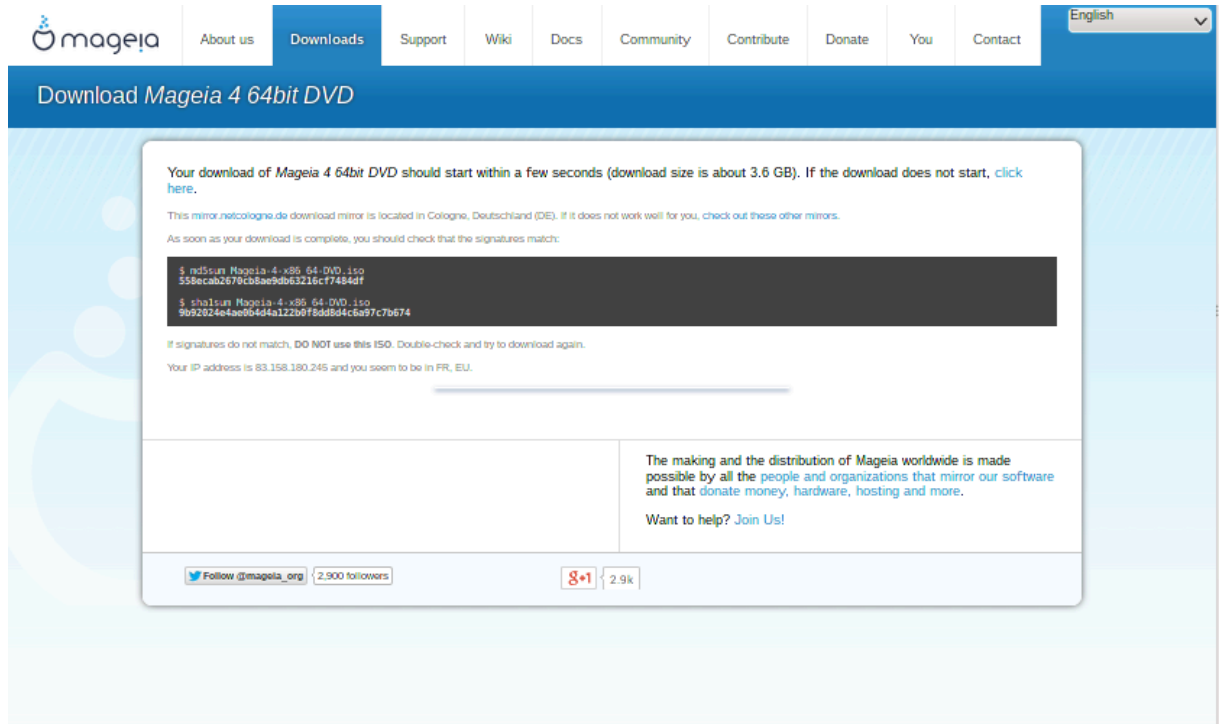 mageia
About us Downloads Support Wiki Docs Community Contribute Donate You Contact
English
Download Mageia 4 64bit DVD
Your download of Mageia 4 64bit DVD should start within a few seconds (download size is about 3.6 GB). If the download does not start, click
here.
This mirror.netcologne.de download mirror is located in Cologne, Deutschland (DE). If it does not work well for you, check out these other mirrors.
As soon as your download is complete, you should check that the signatures match:
$ md5sum Mageia-4-x86 64-DVD.iso
558ecab2670cb8ae9db63216cf7484df
$ sha1sum Mageia-4-x86 64-DVD.iso
9b92024e4ae0b4d4a122b0f8dd8d4c6a97c7b674
If signatures do not match, DO NOT use this ISO. Double-check and try to download again.
Your IP address is 83.158.180.245 and you seem to be in FR, EU.
The making and the distribution of Mageia worldwide is made
possible by all the people and organizations that mirror our software
and that donate money, hardware, hosting and more.
Want to help? Join Us!
Follow @mageia_org 2,900 followers
g+1 2.9k